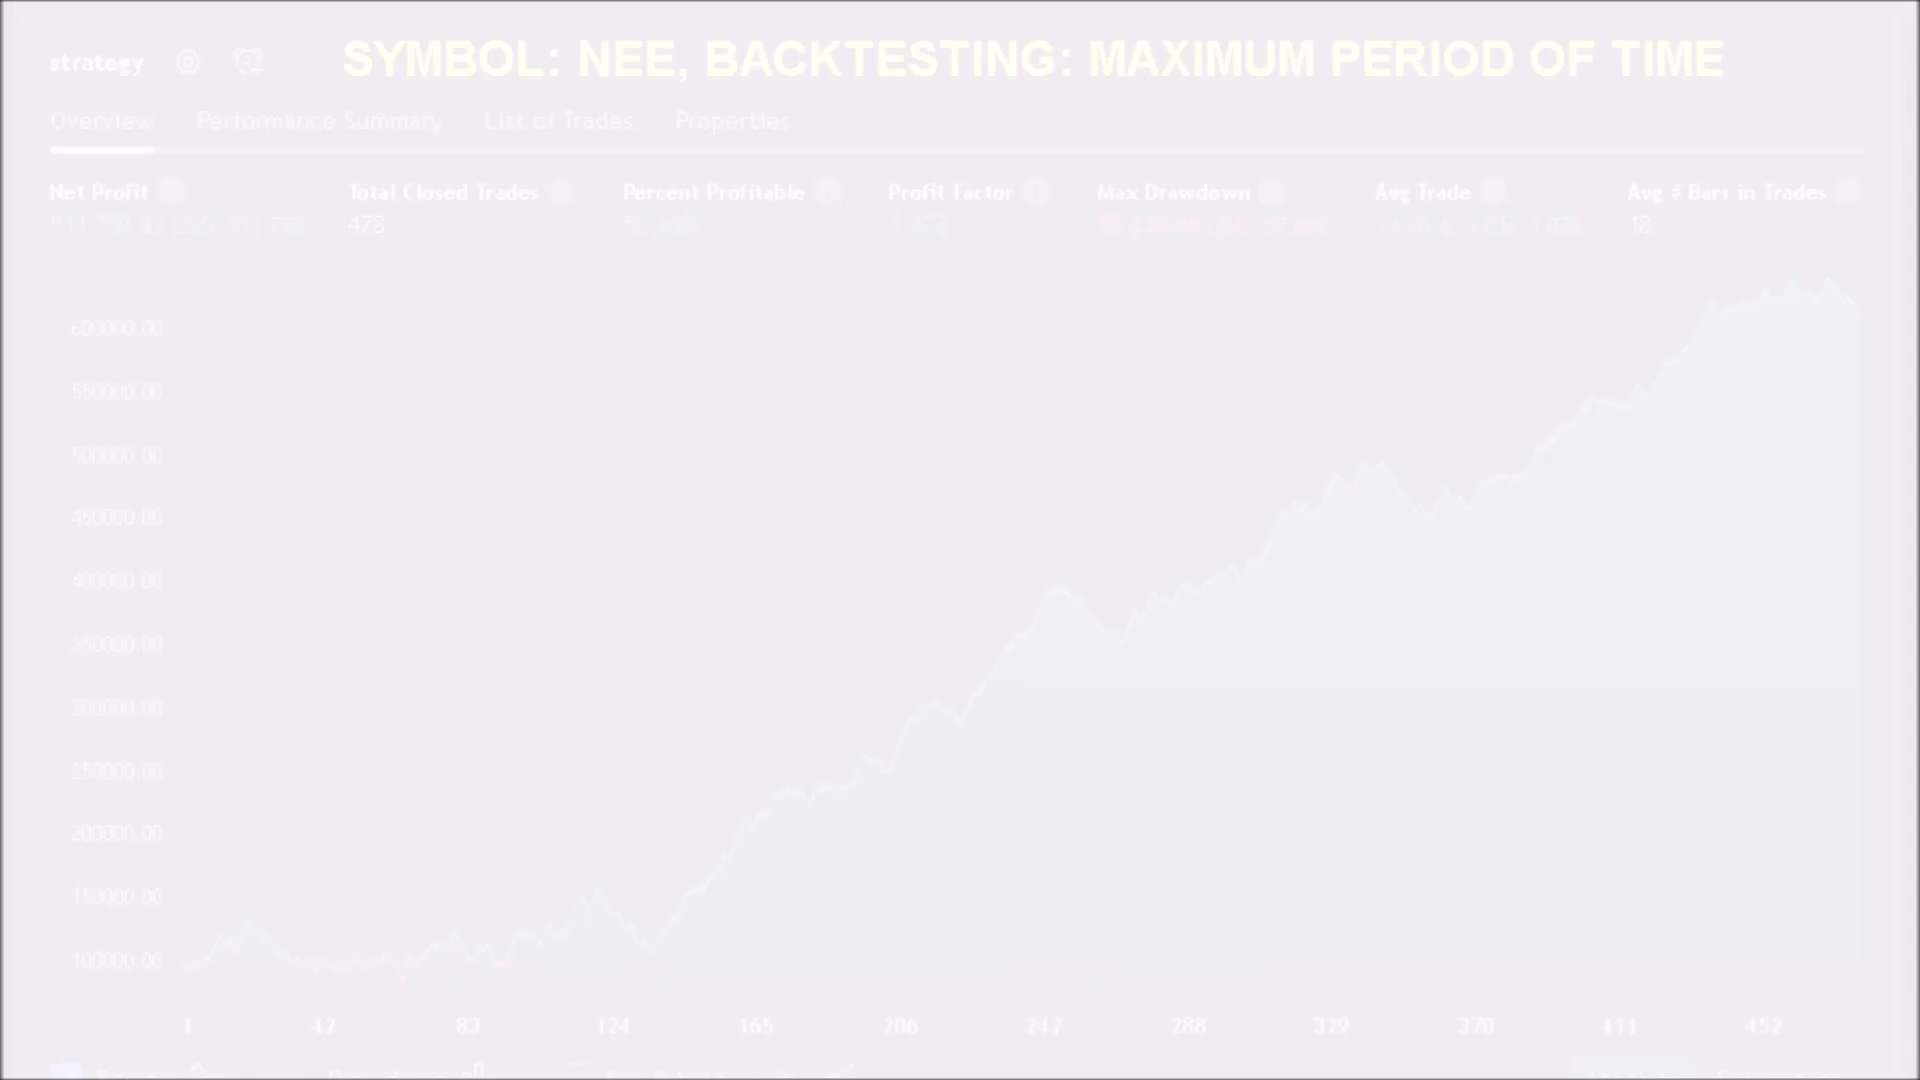 strategy
SYMBOL: NEE, BACKTESTING: MAXIMUM PERIOD OF TIME
Overview Performance Summary List of Trades Properties
Net Profit Total Closed Trades Percent Profitable Profit Factor Max Drawdown Avg Trade Avg # Bars in Trades
478 18
600000.00
550000.00
500000.00
450000.00
400000.00
350000.00
300000.00
250000.00
200000.00
150000.00
100000.00
1 42 83 124 165 206 247 288 329 370 411 452